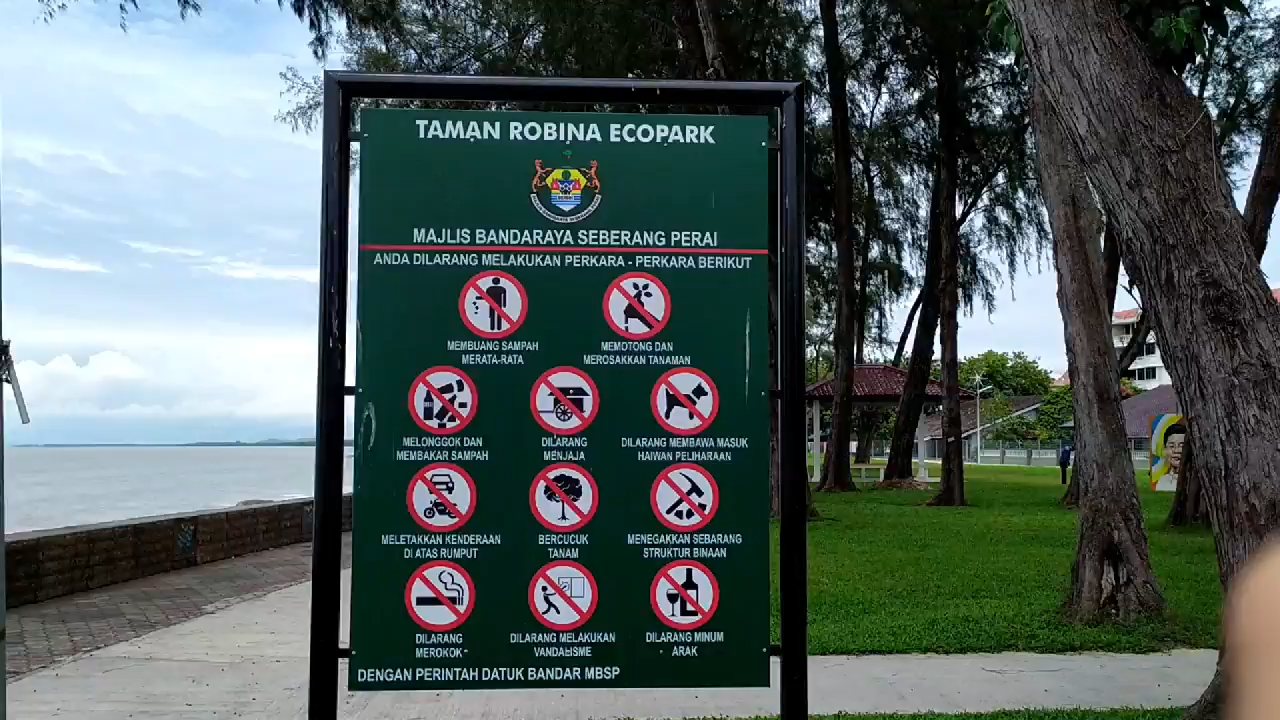 TAMAN ROBINA ECOPARK
MAJLIS BANDARAYA SEBERANG PERAI
ANDA DILARANG MELAKUKAN PERKARA - PERKARA BERIKUT
MEMBUANG SAMPAH
MERATA-RATA
MEMOTONG DAN
MEROSAKKAN TANAMAN
MELONGGOK DAN
MEMBAKAR SAMPAH
DILARANG
MENJAJA
DILARANG MEMBAWA MASUK
HAIWAN PELIHARAAN
MELETAKKAN KENDERAAN
DI ATAS RUMPUT
BERCUCUK
TANAM
MENEGAKKAN SEBARANG
STRUKTUR BINAAN
DILARANG
MEROKOK
DILARANG MELAKUKAN
VANDALISME
DILARANG MINUM
ARAK
DENGAN PERINTAH DATUK BANDAR MBSP